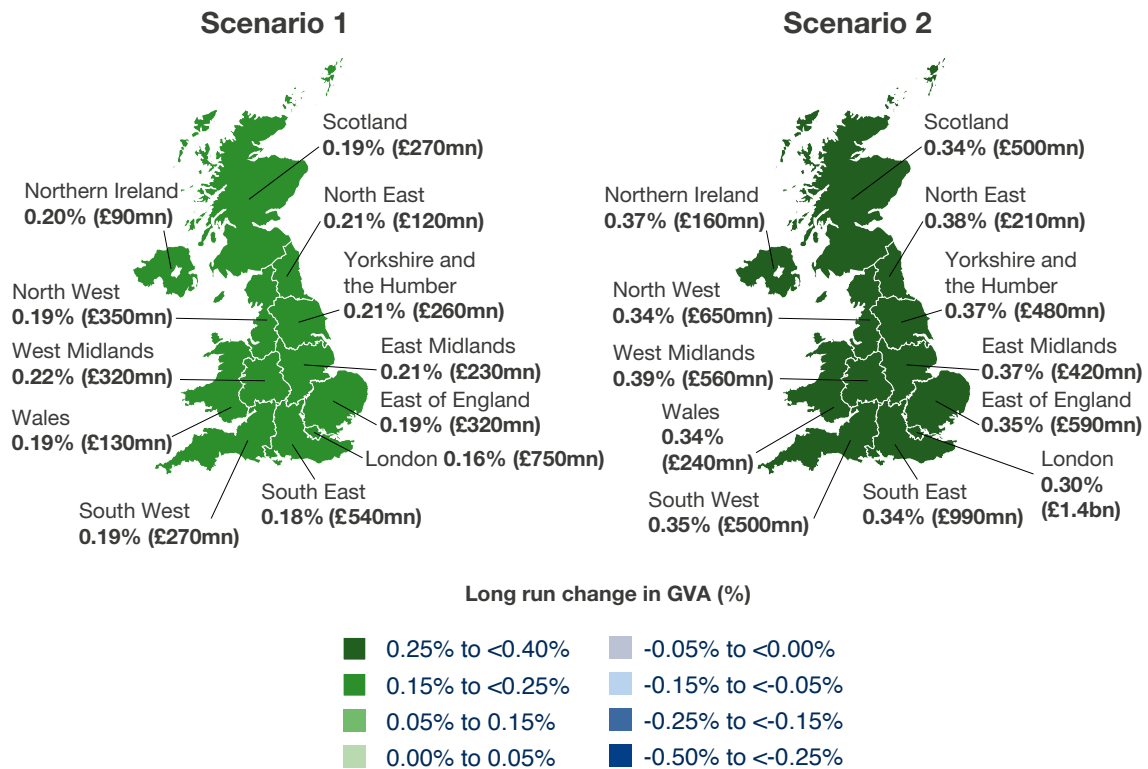 Scenario 1
Scotland
0.19% (£270mn)
Northern Ireland
0.20% (£90mn)
North East
0.21% (£120mn)
Yorkshire and
the Humber
0.21% (£260mn)
North West
0.19% (£350mn)
West Midlands
0.22% (£320mn)
East Midlands
0.21% (£230mn)
East of England
0.19% (£320mn)
Wales
0.19% (£130mn)
London 0.16% (£750mn)
South East
0.18% (£540mn)
South West
0.19% (£270mn)
Scenario 2
Scotland
0.34% (£500mn)
Northern Ireland
0.37% (£160mn)
North East
0.38% (£210mn)
Yorkshire and
the Humber
0.37% (£480mn)
North West
0.34% (£650mn)
West Midlands
0.39% (£560mn)
East Midlands
0.37% (£420mn)
East of England
0.35% (£590mn)
Wales
0.34%
(£240mn)
London
0.30%
(£1.4bn)
South East
0.34% (£990mn)
South West
0.35% (£500mn)
Long run change in GVA (%)
0.25% to <0.40%
0.15% to <0.25%
0.05% to 0.15%
0.00% to 0.05%
-0.05% to <0.00%
-0.15% to <-0.05%
-0.25% to <-0.15%
-0.50% to <-0.25%